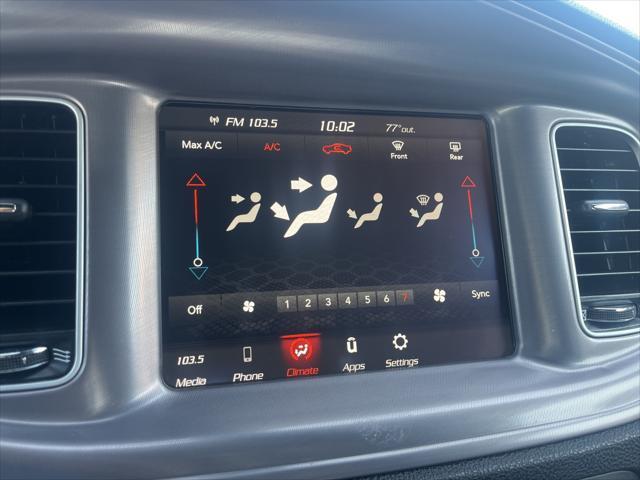 FM 103.5 10:02 77° out.
Max A/C A/C Front Rear
Off 1 2 3 4 5 6 7 Sync
103.5
Media Phone Climate Apps Settings